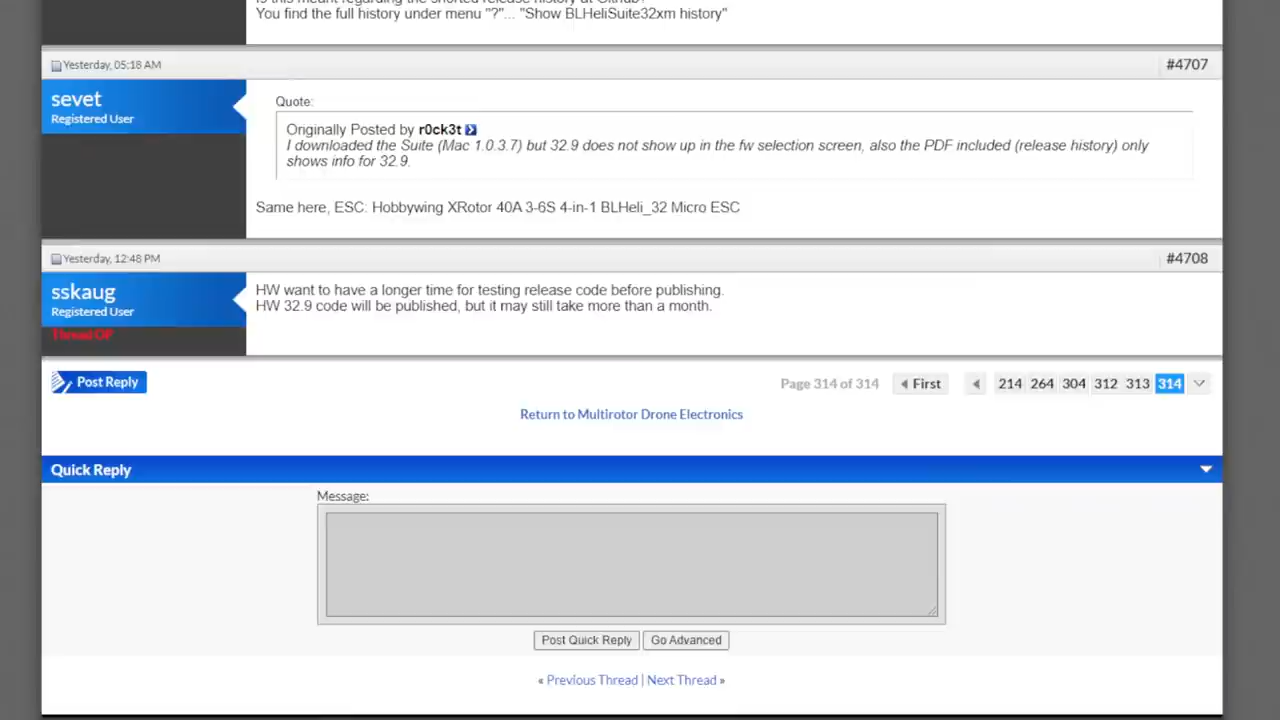 You find the full history under menu "?"... "Show BLHeliSuite32xm history"
Yesterday, 05:18 AM
#4707
sevet
Registered User
Quote:
Originally Posted by r0ck3t
I downloaded the Suite (Mac 1.0.3.7) but 32.9 does not show up in the fw selection screen, also the PDF included (release history) only
shows info for 32.9.
Same here, ESC: Hobbywing XRotor 40A 3-6S 4-in-1 BLHeli_32 Micro ESC
Yesterday, 12:48 PM
#4708
sskaug
Registered User
Thread OP
HW want to have a longer time for testing release code before publishing.
HW 32.9 code will be published, but it may still take more than a month.
Post Reply
Page 314 of 314
First
214 264 304 312 313 314
Return to Multirotor Drone Electronics
Quick Reply
Message:
Post Quick Reply
Go Advanced
« Previous Thread | Next Thread »